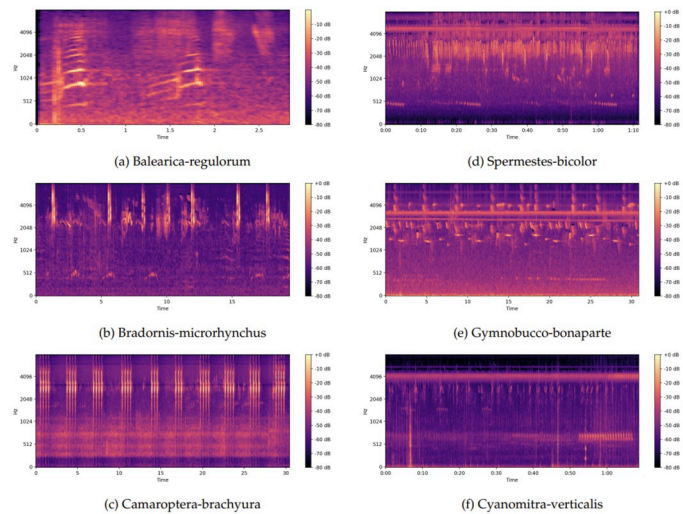 4096
2048
1024
512
0
Hz
0
0.5
1.0
1.5
2.0
2.5
Time
-10 dB
-20 dB
-30 dB
-40 dB
-50 dB
-60 dB
-70 dB
-80 dB
(a) Balearica-regulorum
4096
2048
1024
512
0
Hz
0:00
0:10
0:20
0:30
0:40
0:50
1:00
1:10
Time
-10 dB
-20 dB
-30 dB
-40 dB
-50 dB
-60 dB
-70 dB
-80 dB
(d) Spermestes-bicolor
4096
2048
1024
512
0
Hz
0
5
10
15
Time
+0 dB
-10 dB
-20 dB
-30 dB
-40 dB
-50 dB
-60 dB
-70 dB
-80 dB
(b) Bradornis-microrhynchus
4096
2048
1024
512
0
Hz
0
5
10
15
20
25
30
Time
+0 dB
-10 dB
-20 dB
-30 dB
-40 dB
-50 dB
-60 dB
-70 dB
-80 dB
(e) Gymnobucco-bonaparte
4096
2048
1024
512
0
Hz
0
5
10
15
20
25
30
Time
+0 dB
-10 dB
-20 dB
-30 dB
-40 dB
-50 dB
-60 dB
-70 dB
-80 dB
(c) Camaroptera-brachyura
4096
2048
1024
512
0
Hz
0:00
0:10
0:20
0:30
0:40
0:50
1:00
Time
+0 dB
-10 dB
-20 dB
-30 dB
-40 dB
-50 dB
-60 dB
-70 dB
-80 dB
(f) Cyanomitra-verticalis